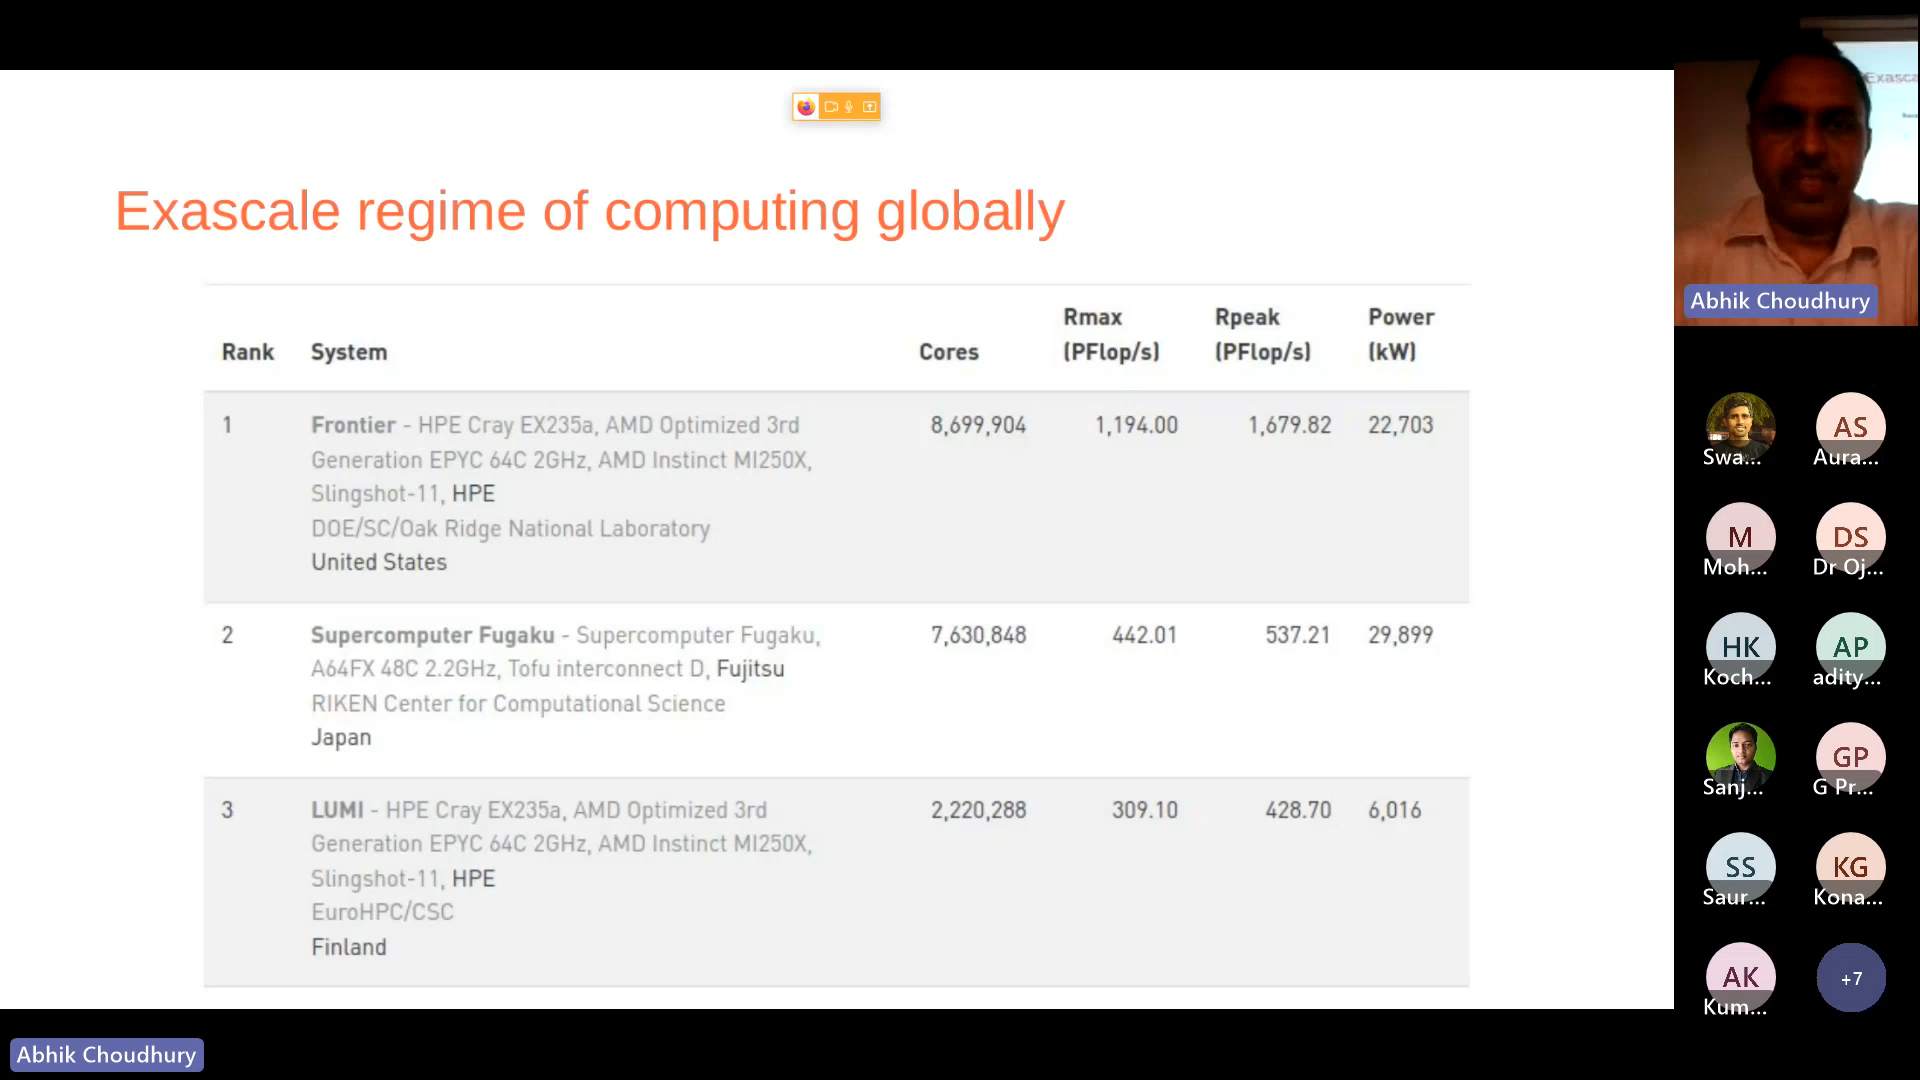 Exascale regime of computing globally
Rank System Cores Rmax (PFlop/s) Rpeak (PFlop/s) Power (kW)
1 Frontier - HPE Cray EX235a, AMD Optimized 3rd 8,699,904 1,194.00 1,679.82 22,703
Generation EPYC 64C 2GHz, AMD Instinct MI250X,
Slingshot-11, HPE
DOE/SC/Oak Ridge National Laboratory
United States
2 Supercomputer Fugaku - Supercomputer Fugaku, 7,630,848 442.01 537.21 29,899
A64FX 48C 2.2GHz, Tofu interconnect D, Fujitsu
RIKEN Center for Computational Science
Japan
3 LUMI - HPE Cray EX235a, AMD Optimized 3rd 2,220,288 309.10 428.70 6,016
Generation EPYC 64C 2GHz, AMD Instinct MI250X,
Slingshot-11, HPE
EuroHPC/CSC
Finland
Abhik Choudhury
Exasca
Abhik Choudhury
Swa...
AS
Aura...
M
Moh...
DS
Dr Oj...
HK
Koch...
AP
adity...
Sanj...
GP
G Pr...
SS
Saur...
KG
Kona...
AK
Kum...
+7